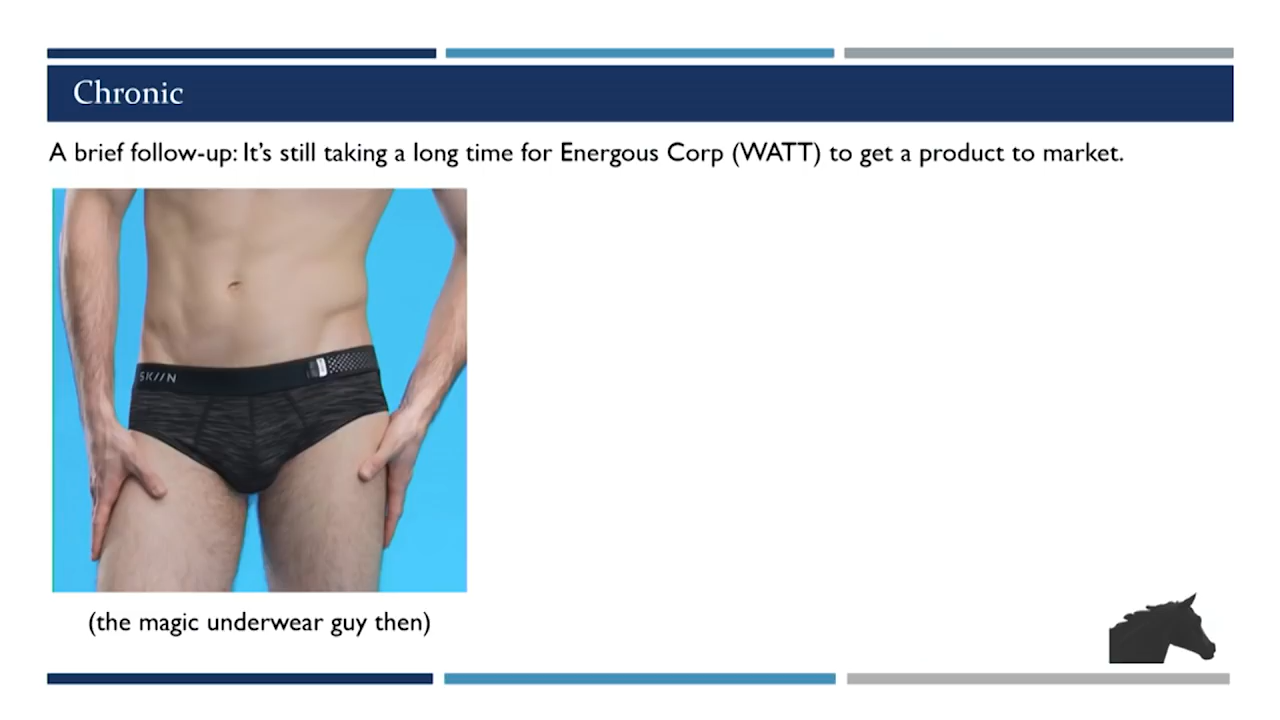 Chronic
A brief follow-up: It’s still taking a long time for Energous Corp (WATT) to get a product to market.
SK//N
(the magic underwear guy then)